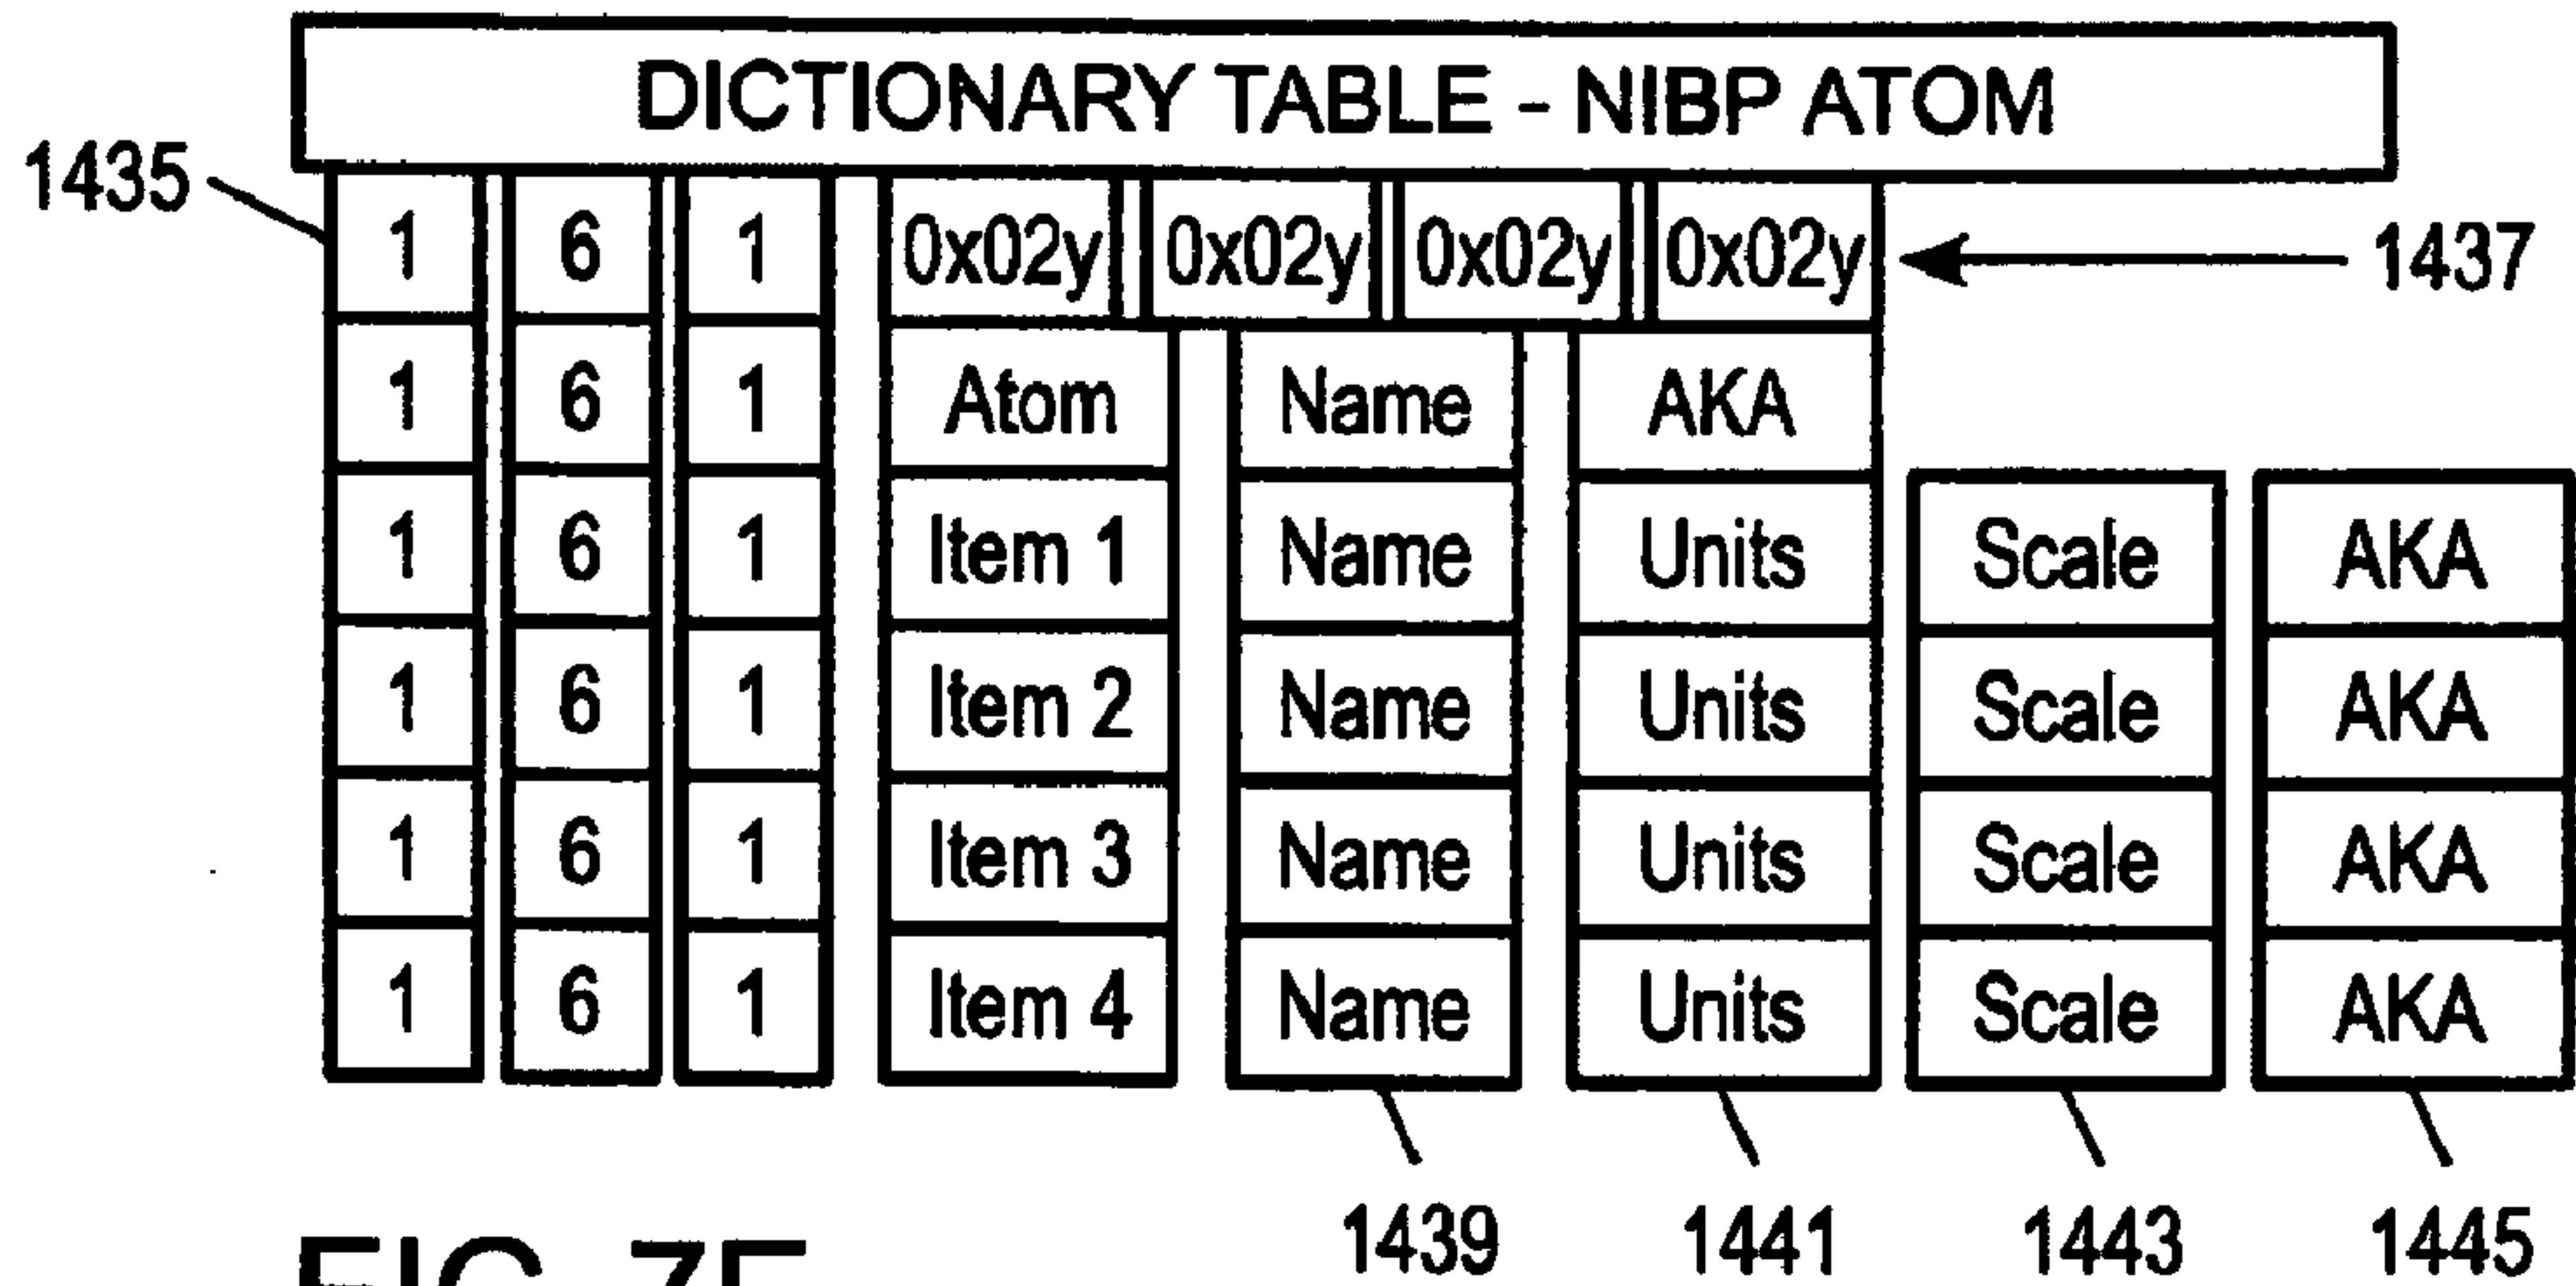 DICTIONARY TABLE - NIBP ATOM
1435
1 6 1 0x02y 0x02y 0x02y 0x02y 1437
1 6 1 Atom Name AKA
1 6 1 Item 1 Name Units Scale AKA
1 6 1 Item 2 Name Units Scale AKA
1 6 1 Item 3 Name Units Scale AKA
1 6 1 Item 4 Name Units Scale AKA
1439 1441 1443 1445
FIG.